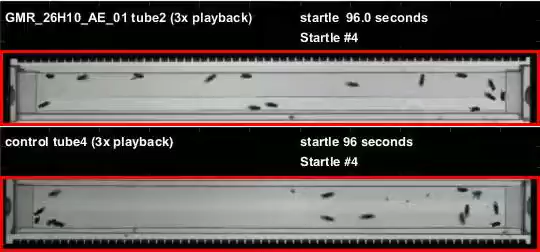 GMR_26H10_AE_01 tube2 (3x playback) startle 96.0 seconds
Startle #4
control tube4 (3x playback) startle 96 seconds
Startle #4